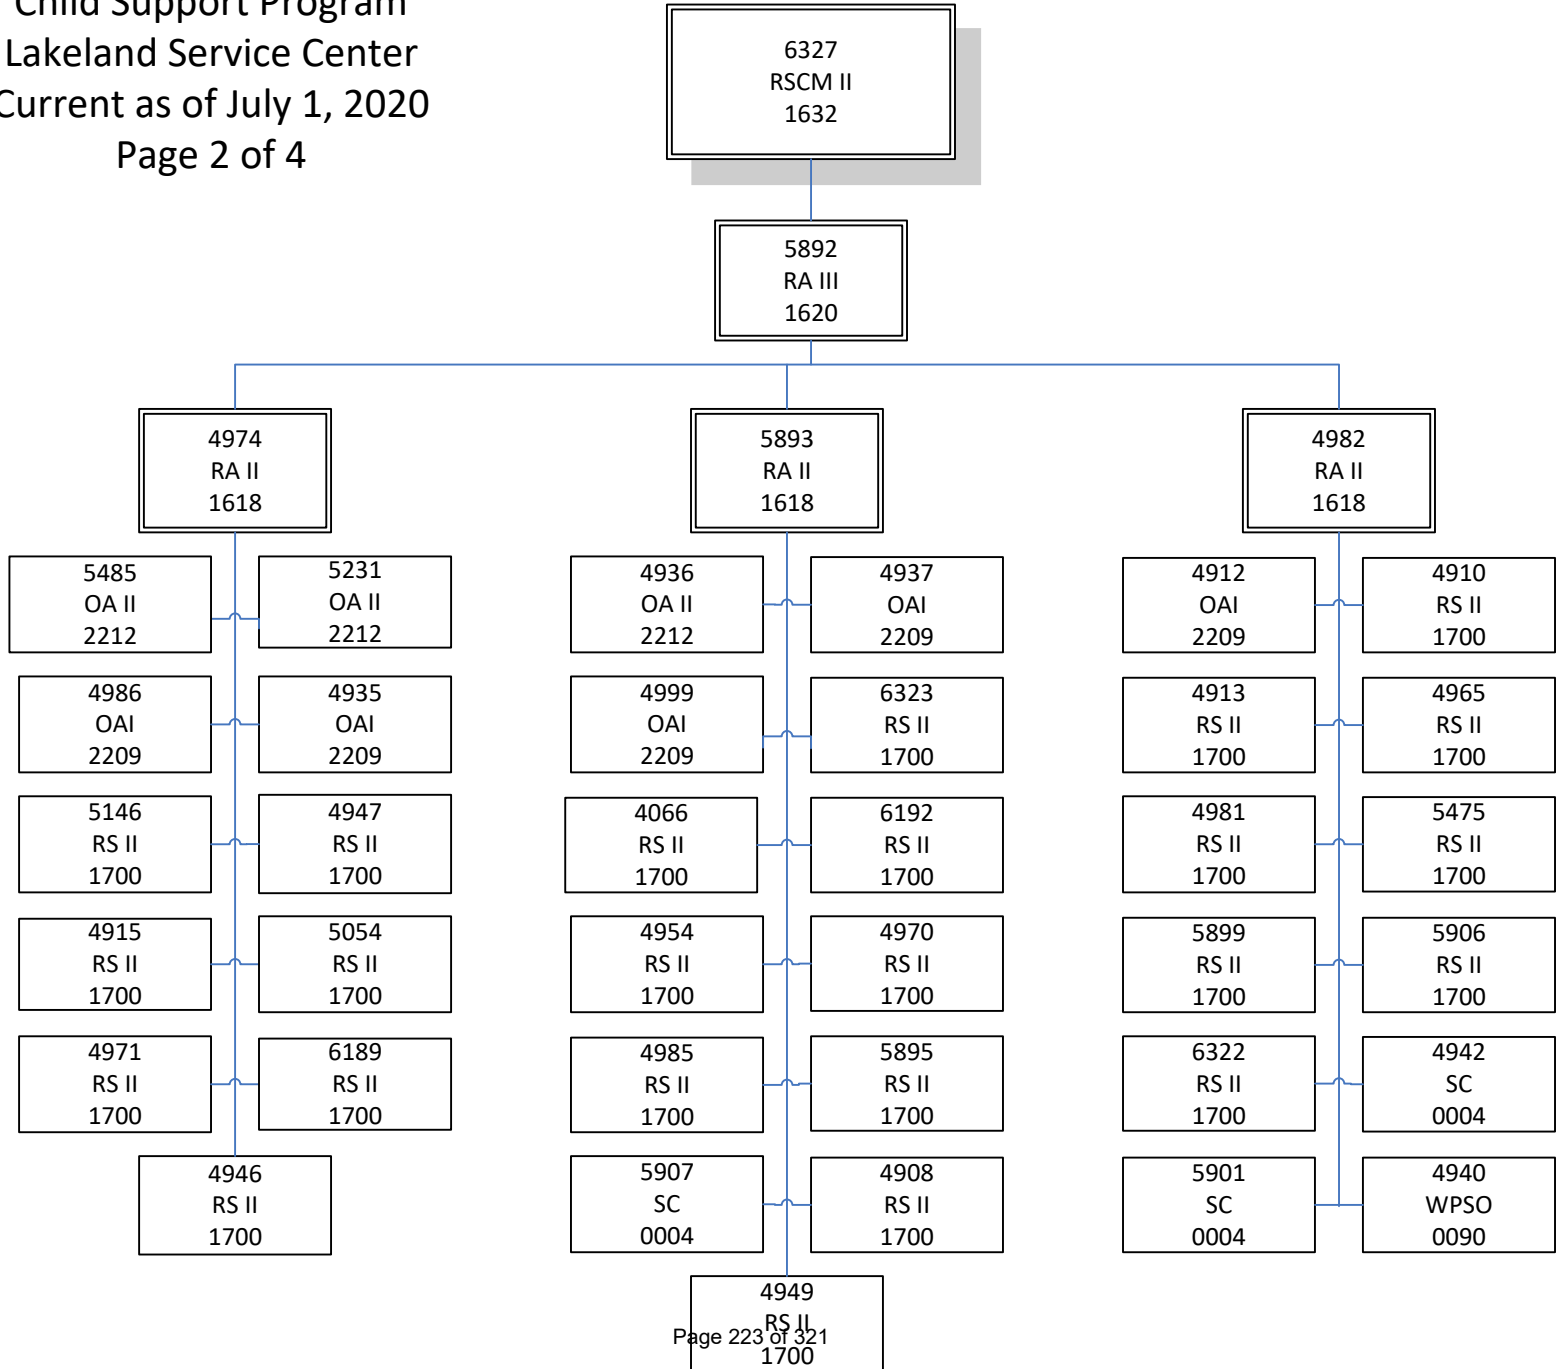 Child Support Program
Lakeland Service Center
Current as of July 1, 2020
Page 2 of 4
6327
RSCM II
1632
5892
RA III
1620
4974
RA II
1618
5893
RA II
1618
4982
RA II
1618
5485
OA II
2212
5231
OA II
2212
4986
OAI
2209
4935
OAI
2209
5146
RS II
1700
4947
RS II
1700
4915
RS II
1700
5054
RS II
1700
4971
RS II
1700
6189
RS II
1700
4946
RS II
1700
4936
OA II
2212
4937
OAI
2209
4999
OAI
2209
6323
RS II
1700
4066
RS II
1700
6192
RS II
1700
4954
RS II
1700
4970
RS II
1700
4985
RS II
1700
5895
RS II
1700
5907
SC
0004
4908
RS II
1700
4949
RS II
1700
4912
OAI
2209
4910
RS II
1700
4913
RS II
1700
4965
RS II
1700
4981
RS II
1700
5475
RS II
1700
5899
RS II
1700
5906
RS II
1700
6322
RS II
1700
4942
SC
0004
5901
SC
0004
4940
WPSO
0090
Page 223 of 321